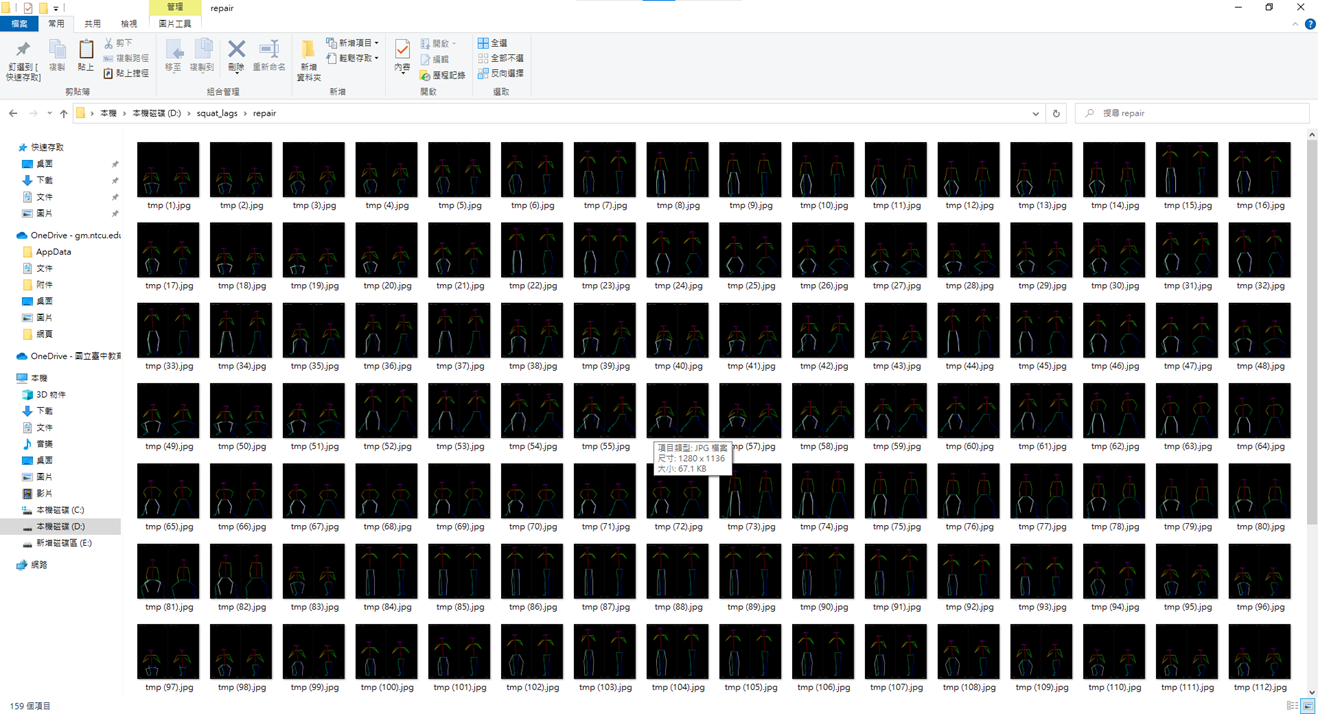 管理
repair
檔案
常用
共用
檢視
圖片工具
釘選到 [
快速存取]
複製
貼上
剪下
複製路徑
貼上捷徑
剪貼簿
移至
複製到
刪除
重新命名
組合管理
新增
資料夾
新增項目
輕鬆存取
新增
內容
開啟
編輯
歷程記錄
開啟
全選
全部不選
反向選擇
選取
本機 › 本機磁碟 (D:) › squat_lags › repair
搜尋 repair
快速存取
桌面
下載
文件
圖片
OneDrive - gm.ntcu.edu
AppData
文件
附件
桌面
圖片
網頁
OneDrive - 國立臺中教育
本機
3D 物件
下載
文件
音樂
桌面
圖片
影片
本機磁碟 (C:)
本機磁碟 (D:)
新增磁碟區 (E:)
網路
tmp (1).jpg tmp (2).jpg tmp (3).jpg tmp (4).jpg tmp (5).jpg tmp (6).jpg tmp (7).jpg tmp (8).jpg tmp (9).jpg tmp (10).jpg tmp (11).jpg tmp (12).jpg tmp (13).jpg tmp (14).jpg tmp (15).jpg tmp (16).jpg
tmp (17).jpg tmp (18).jpg tmp (19).jpg tmp (20).jpg tmp (21).jpg tmp (22).jpg tmp (23).jpg tmp (24).jpg tmp (25).jpg tmp (26).jpg tmp (27).jpg tmp (28).jpg tmp (29).jpg tmp (30).jpg tmp (31).jpg tmp (32).jpg
tmp (33).jpg tmp (34).jpg tmp (35).jpg tmp (36).jpg tmp (37).jpg tmp (38).jpg tmp (39).jpg tmp (40).jpg tmp (41).jpg tmp (42).jpg tmp (43).jpg tmp (44).jpg tmp (45).jpg tmp (46).jpg tmp (47).jpg tmp (48).jpg
tmp (49).jpg tmp (50).jpg tmp (51).jpg tmp (52).jpg tmp (53).jpg tmp (54).jpg tmp (55).jpg tmp (57).jpg tmp (58).jpg tmp (59).jpg tmp (60).jpg tmp (61).jpg tmp (62).jpg tmp (63).jpg tmp (64).jpg
項目類型: JPG 檔案
尺寸: 1280 x 1136
大小: 67.1 KB
tmp (65).jpg tmp (66).jpg tmp (67).jpg tmp (68).jpg tmp (69).jpg tmp (70).jpg tmp (71).jpg tmp (72).jpg tmp (73).jpg tmp (74).jpg tmp (75).jpg tmp (76).jpg tmp (77).jpg tmp (78).jpg tmp (79).jpg tmp (80).jpg
tmp (81).jpg tmp (82).jpg tmp (83).jpg tmp (84).jpg tmp (85).jpg tmp (86).jpg tmp (87).jpg tmp (88).jpg tmp (89).jpg tmp (90).jpg tmp (91).jpg tmp (92).jpg tmp (93).jpg tmp (94).jpg tmp (95).jpg tmp (96).jpg
tmp (97).jpg tmp (98).jpg tmp (99).jpg tmp (100).jpg tmp (101).jpg tmp (102).jpg tmp (103).jpg tmp (104).jpg tmp (105).jpg tmp (106).jpg tmp (107).jpg tmp (108).jpg tmp (109).jpg tmp (110).jpg tmp (111).jpg tmp (112).jpg
159 個項目